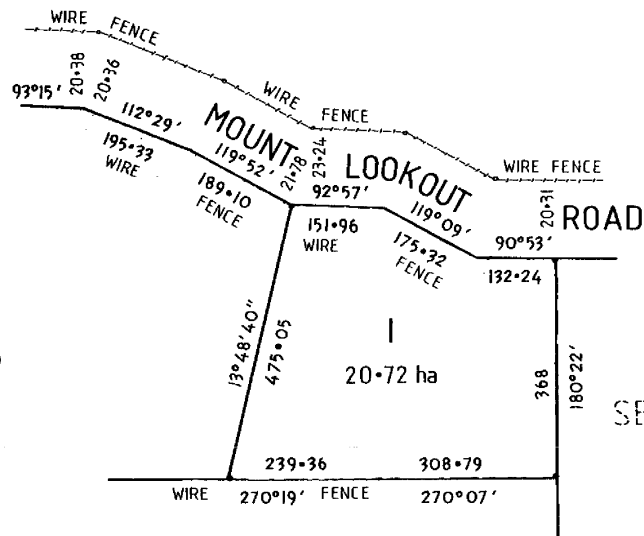 WIRE FENCE
20·38
20·36
WIRE FENCE
93°15'
112°29'
MOUNT LOOKOUT ROAD
195·33
WIRE
119°52'
189·10
FENCE
21·78
23·24
92°57'
151·96
WIRE
119°09'
175·32
FENCE
WIRE FENCE
20·31
90°53'
132·24
13°48'40"
475·05
1
20·72 ha
368
180°22'
SE
239·36
308·79
WIRE FENCE
270°19'
270°07'